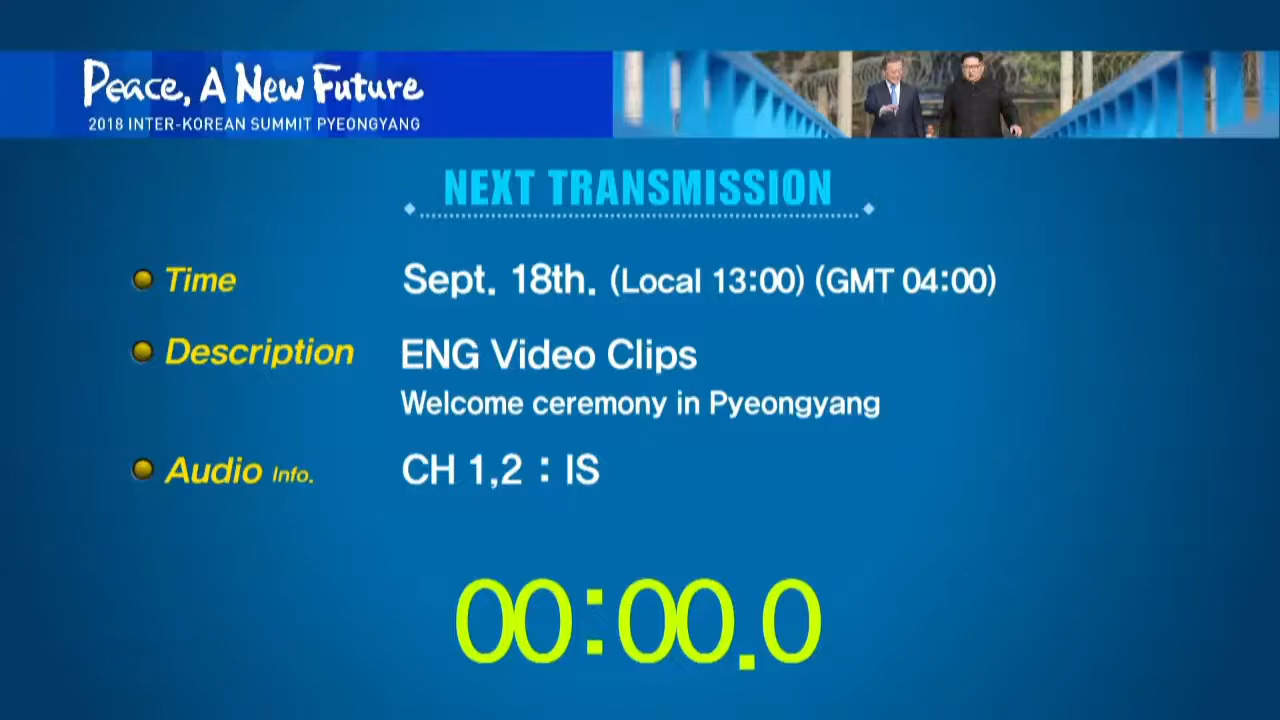 Peace, A New Future
2018 INTER-KOREAN SUMMIT PYEONGYANG
NEXT TRANSMISSION
Time Sept. 18th. (Local 13:00) (GMT 04:00)
Description ENG Video Clips
Welcome ceremony in Pyeongyang
Audio Info. CH 1,2 : IS
00:00.0